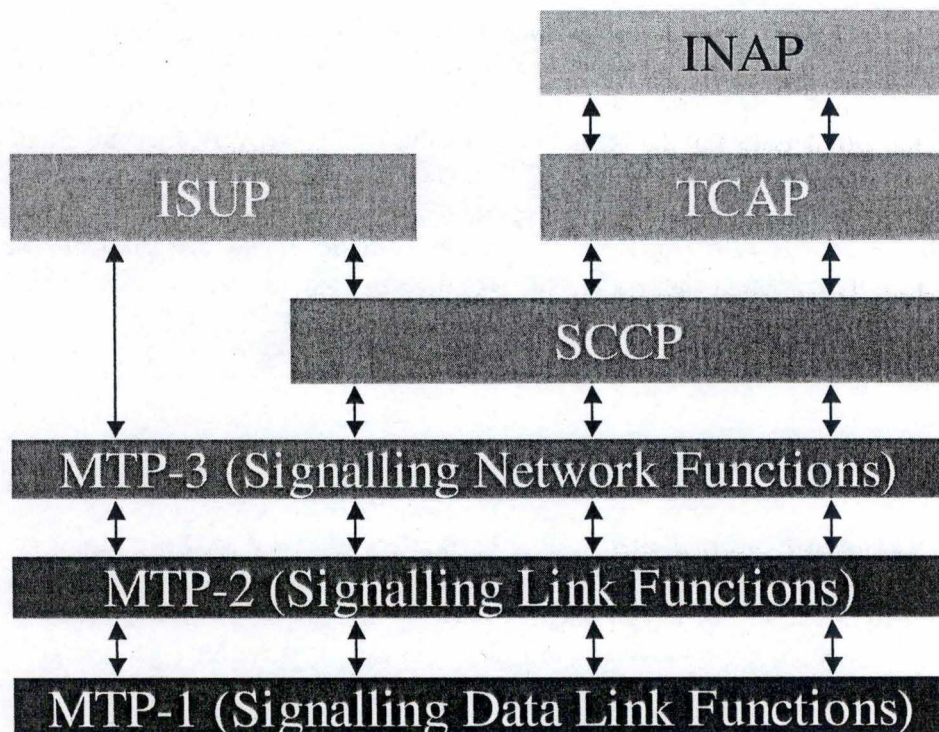 INAP
ISUP
TCAP
SCCP
MTP-3 (Signalling Network Functions)
MTP-2 (Signalling Link Functions)
MTP-1 (Signalling Data Link Functions)